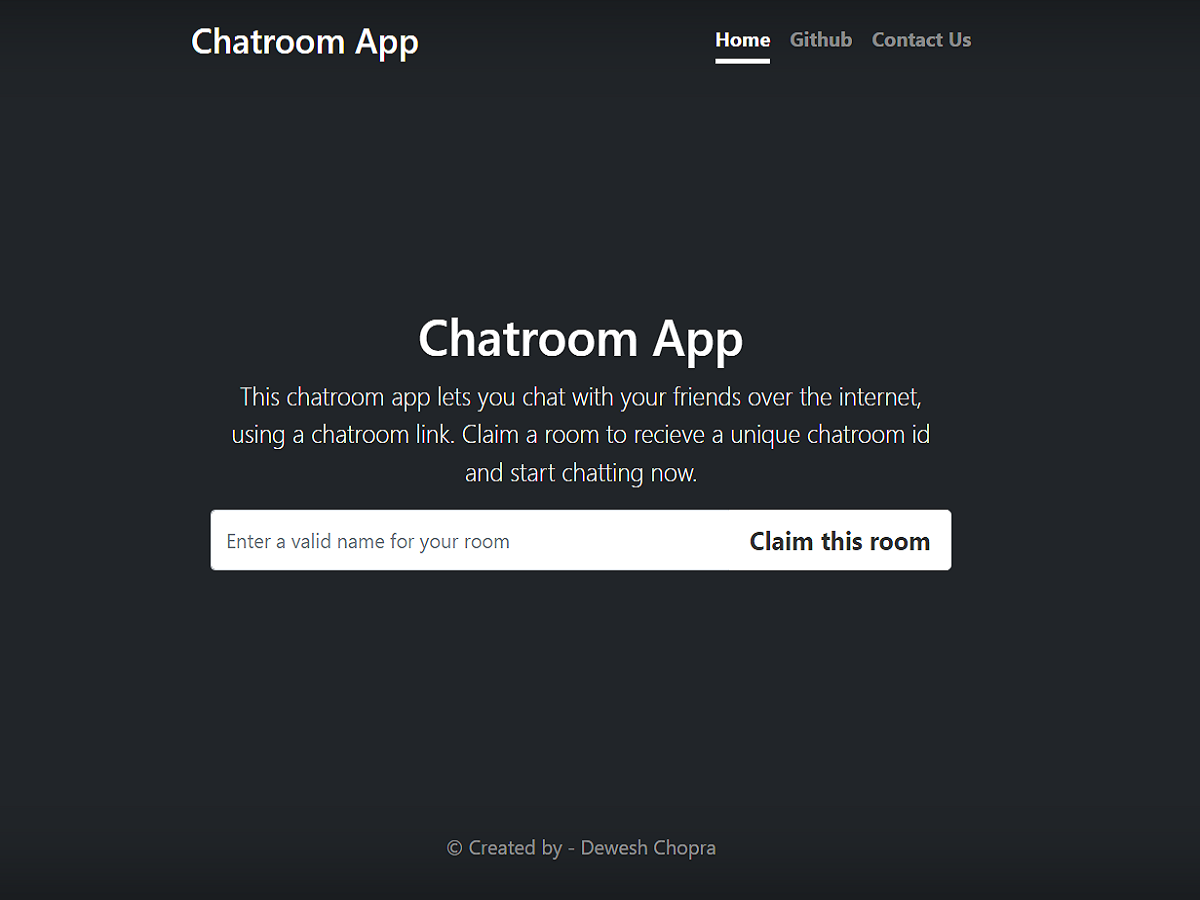 Chatroom App
Home Github Contact Us
Chatroom App
This chatroom app lets you chat with your friends over the internet,
using a chatroom link. Claim a room to recieve a unique chatroom id
and start chatting now.
Enter a valid name for your room Claim this room
© Created by - Dewesh Chopra